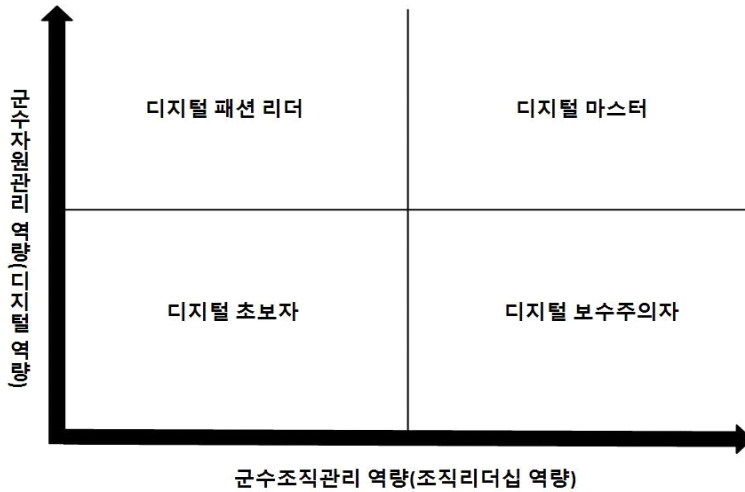 군수자원관리 역량(디지털 역량)
디지털 패션 리더
디지털 마스터
디지털 초보자
디지털 보수주의자
군수조직관리 역량(조직리더십 역량)